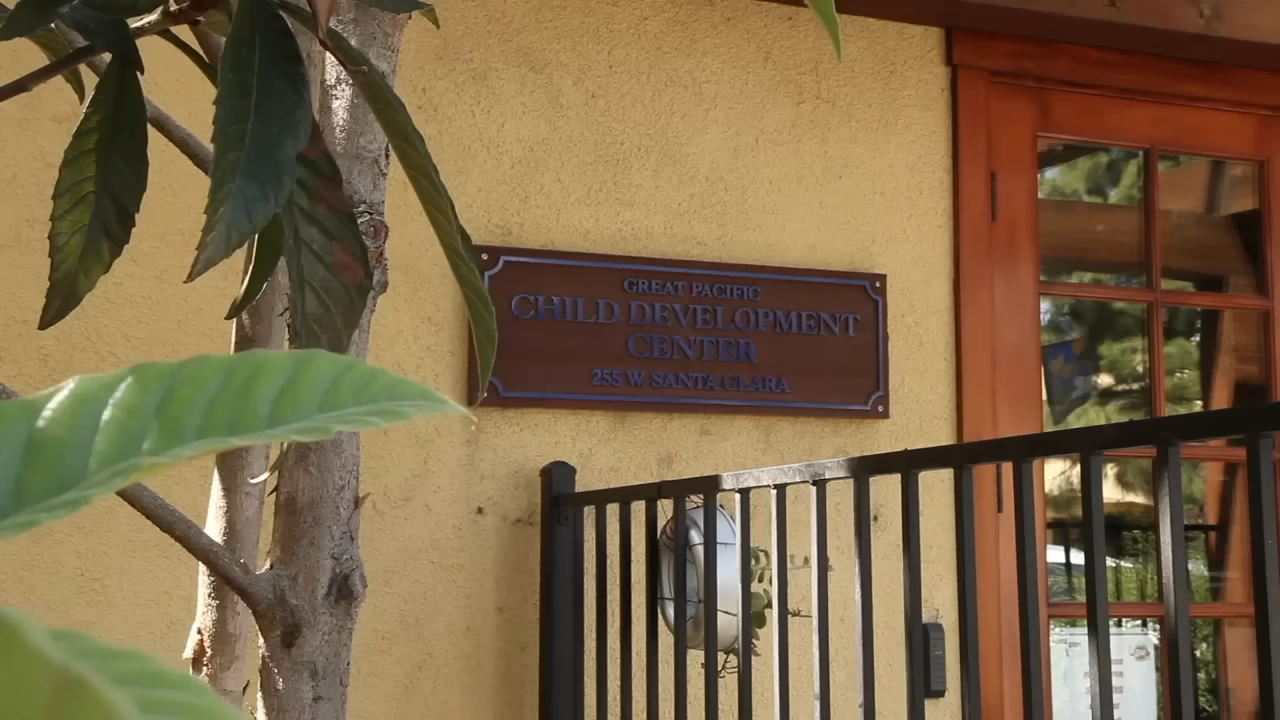 GREAT PACIFIC
CHILD DEVELOPMENT
CENTER
255 W. SANTA CLARA